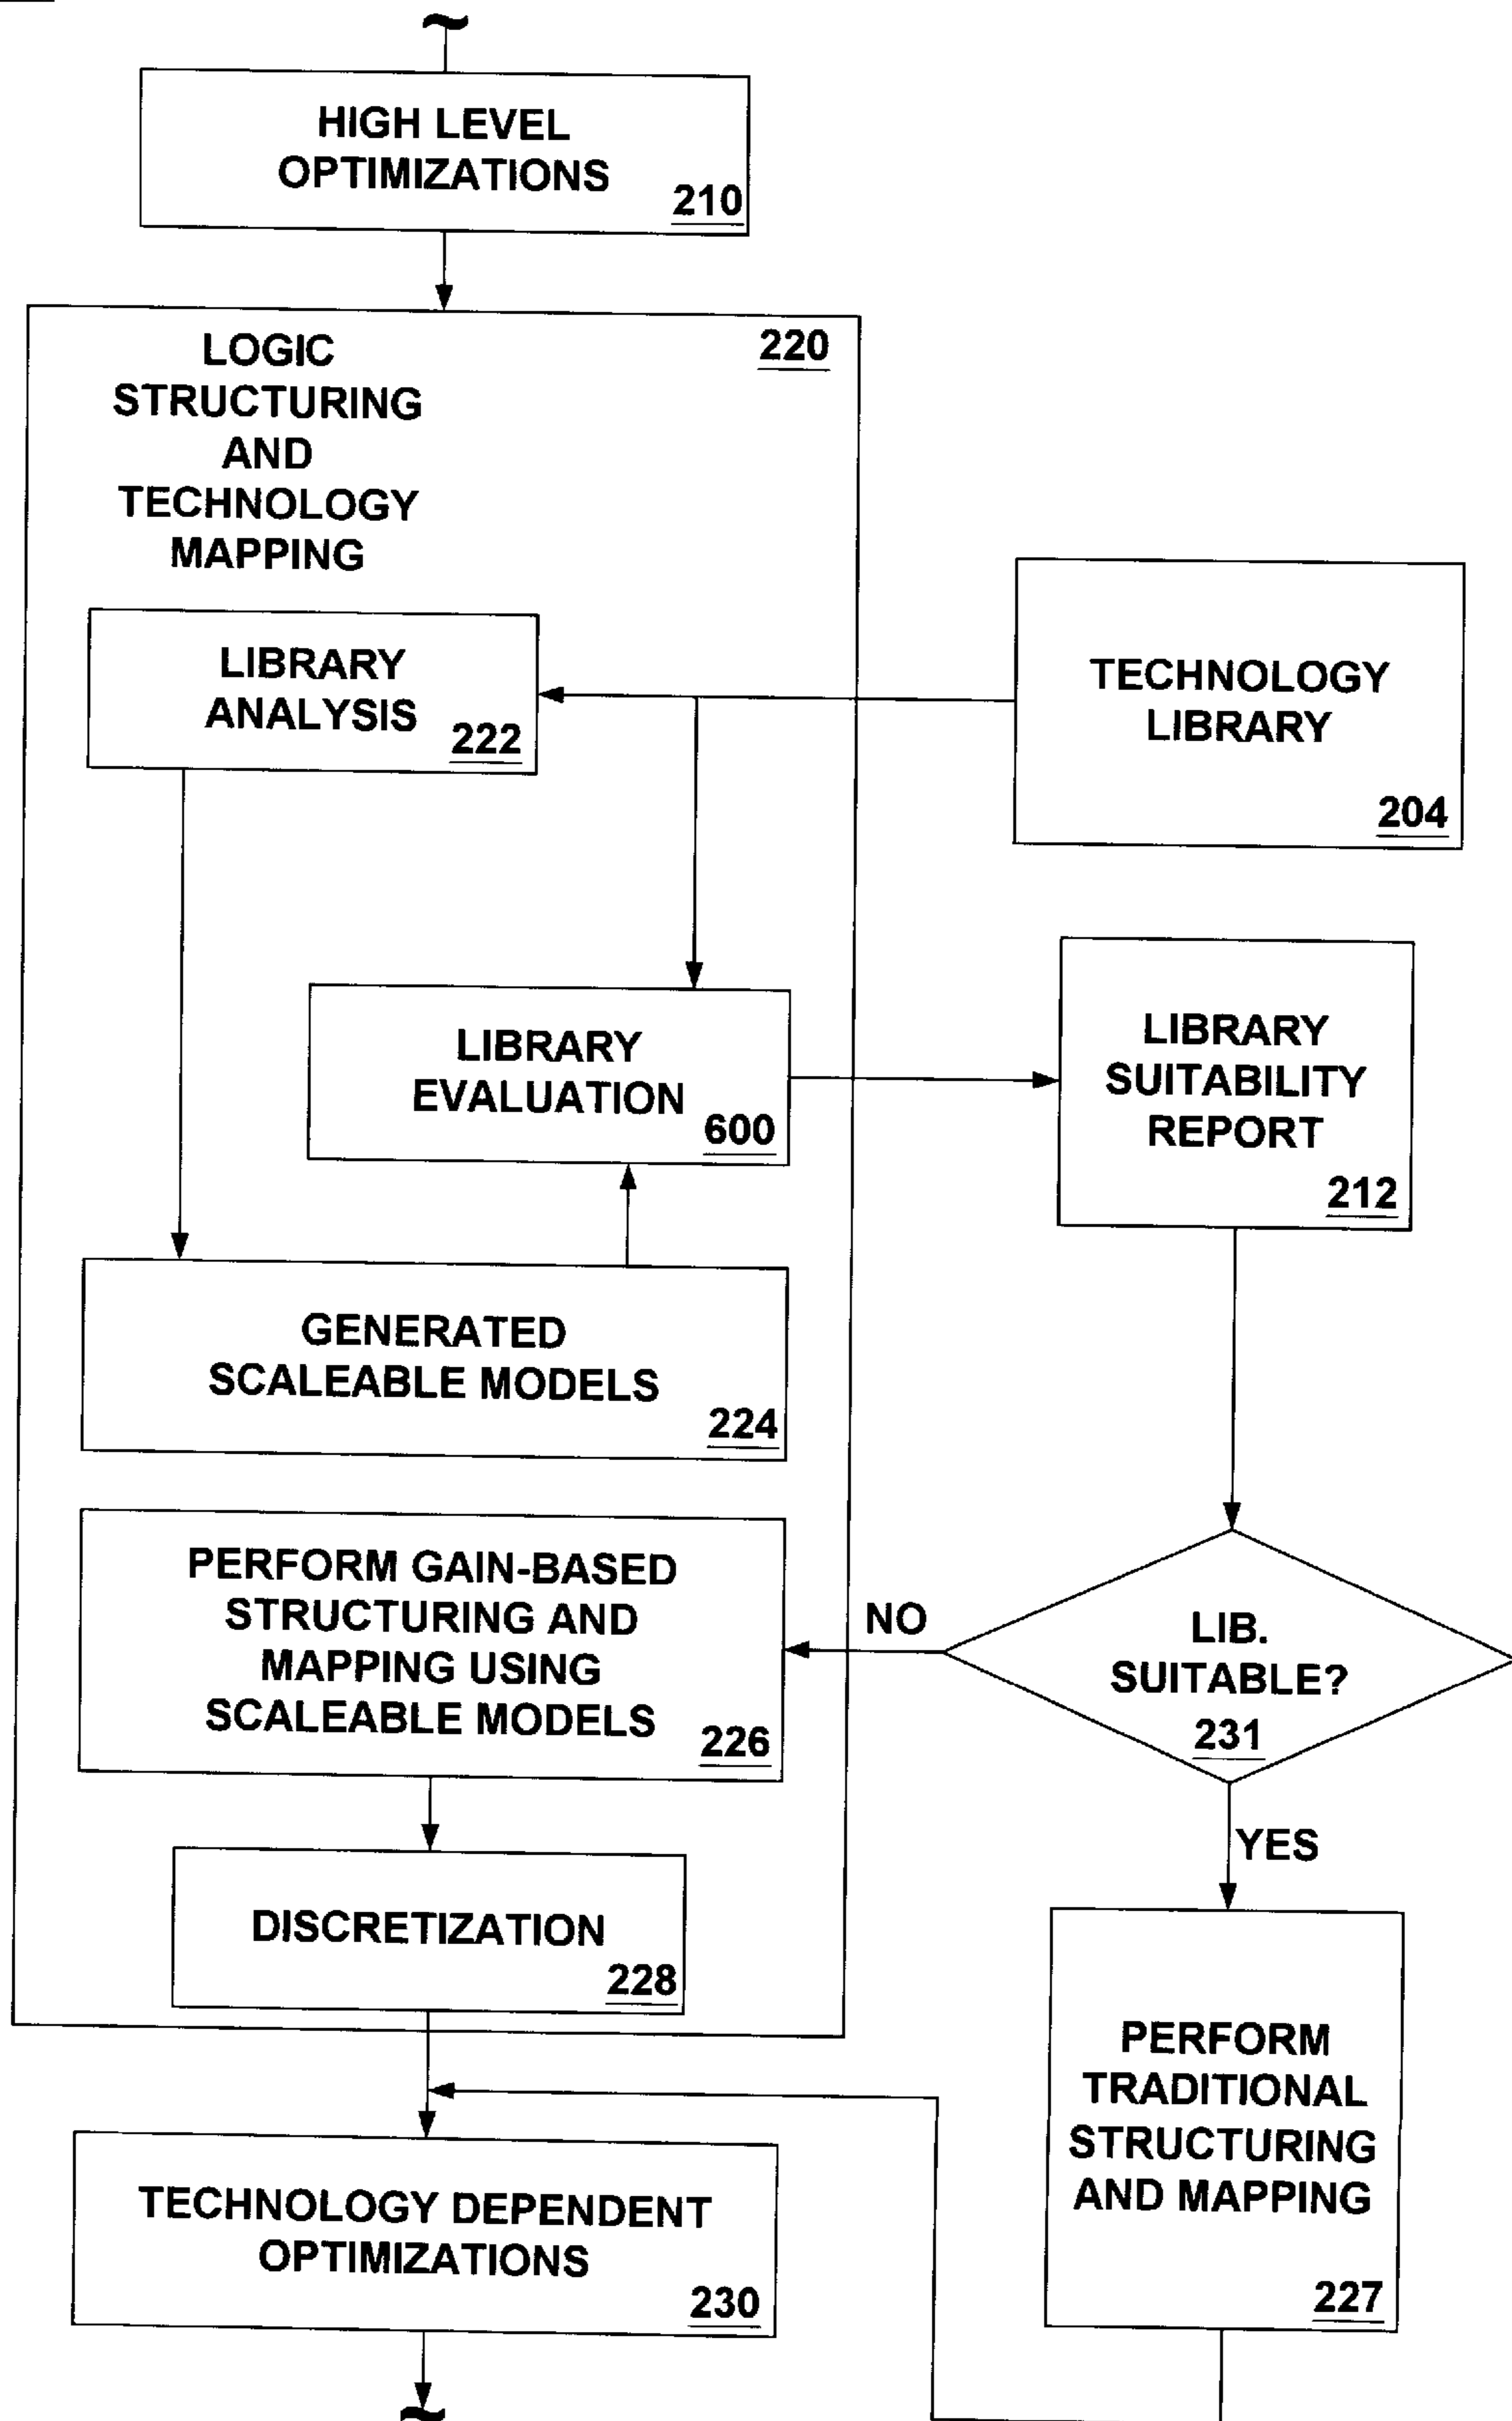 HIGH LEVEL
OPTIMIZATIONS
210
LOGIC
STRUCTURING
AND
TECHNOLOGY
MAPPING
220
LIBRARY
ANALYSIS
222
TECHNOLOGY
LIBRARY
204
LIBRARY
EVALUATION
600
LIBRARY
SUITABILITY
REPORT
212
GENERATED
SCALEABLE MODELS
224
PERFORM GAIN-BASED
STRUCTURING AND
MAPPING USING
SCALEABLE MODELS
226
NO
LIB.
SUITABLE?
231
YES
DISCRETIZATION
228
PERFORM
TRADITIONAL
STRUCTURING
AND MAPPING
227
TECHNOLOGY DEPENDENT
OPTIMIZATIONS
230